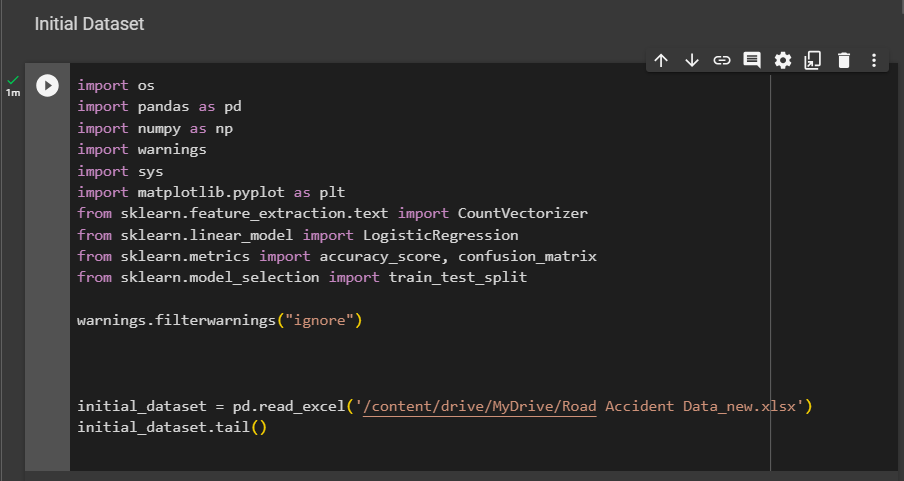 Initial Dataset
1m
import os
import pandas as pd
import numpy as np
import warnings
import sys
import matplotlib.pyplot as plt
from sklearn.feature_extraction.text import CountVectorizer
from sklearn.linear_model import LogisticRegression
from sklearn.metrics import accuracy_score, confusion_matrix
from sklearn.model_selection import train_test_split
warnings.filterwarnings("ignore")
initial_dataset = pd.read_excel('/content/drive/MyDrive/Road Accident Data_new.xlsx')
initial_dataset.tail()